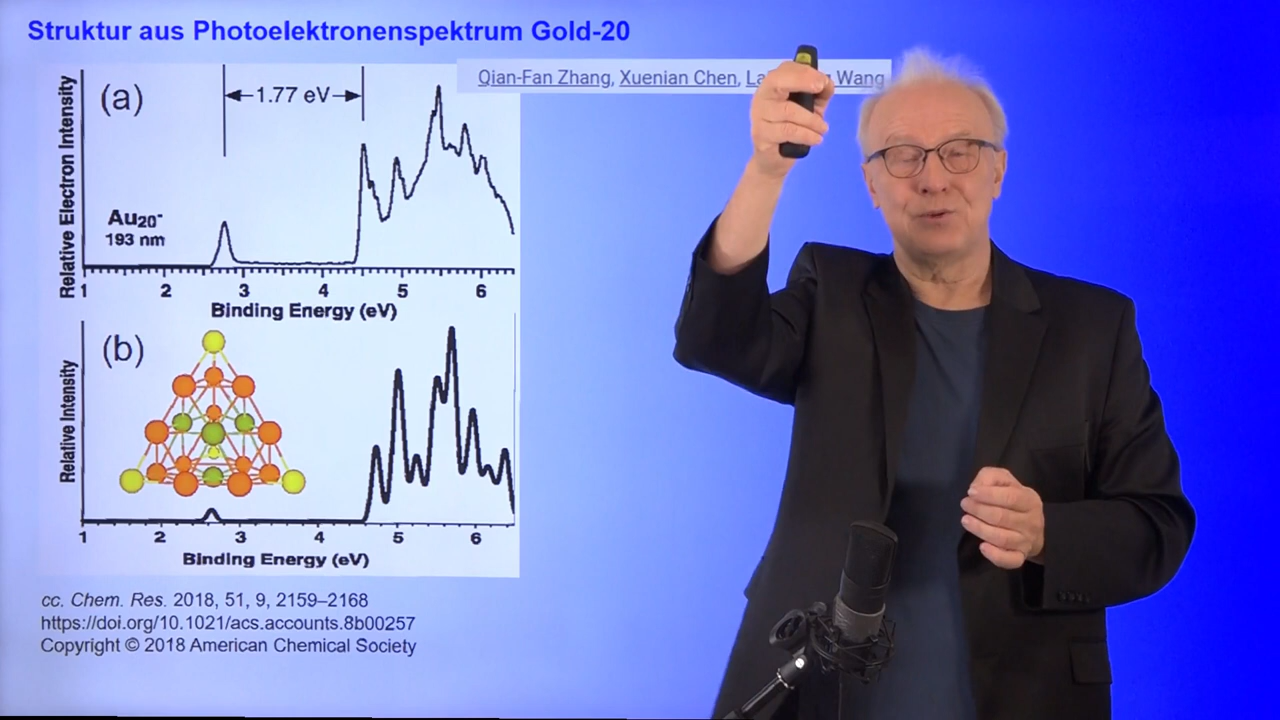 Struktur aus Photoelektronenspektrum Gold-20
Qian-Fan Zhang, Xuenian Chen, Wang
(a)
1.77 eV
Relative Electron Intensity
Au20-
193 nm
1 2 3 4 5 6
Binding Energy (eV)
(b)
Relative Intensity
1 2 3 4 5 6
Binding Energy (eV)
cc. Chem. Res. 2018, 51, 9, 2159–2168
https://doi.org/10.1021/acs.accounts.8b00257
Copyright © 2018 American Chemical Society